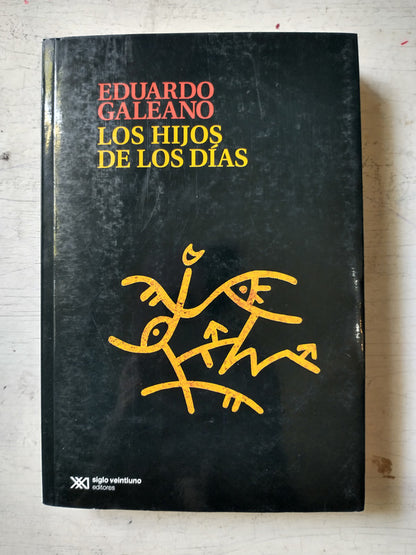 EDUARDO
GALEANO
LOS HIJOS
DE LOS DÍAS
siglo veintiuno
editores